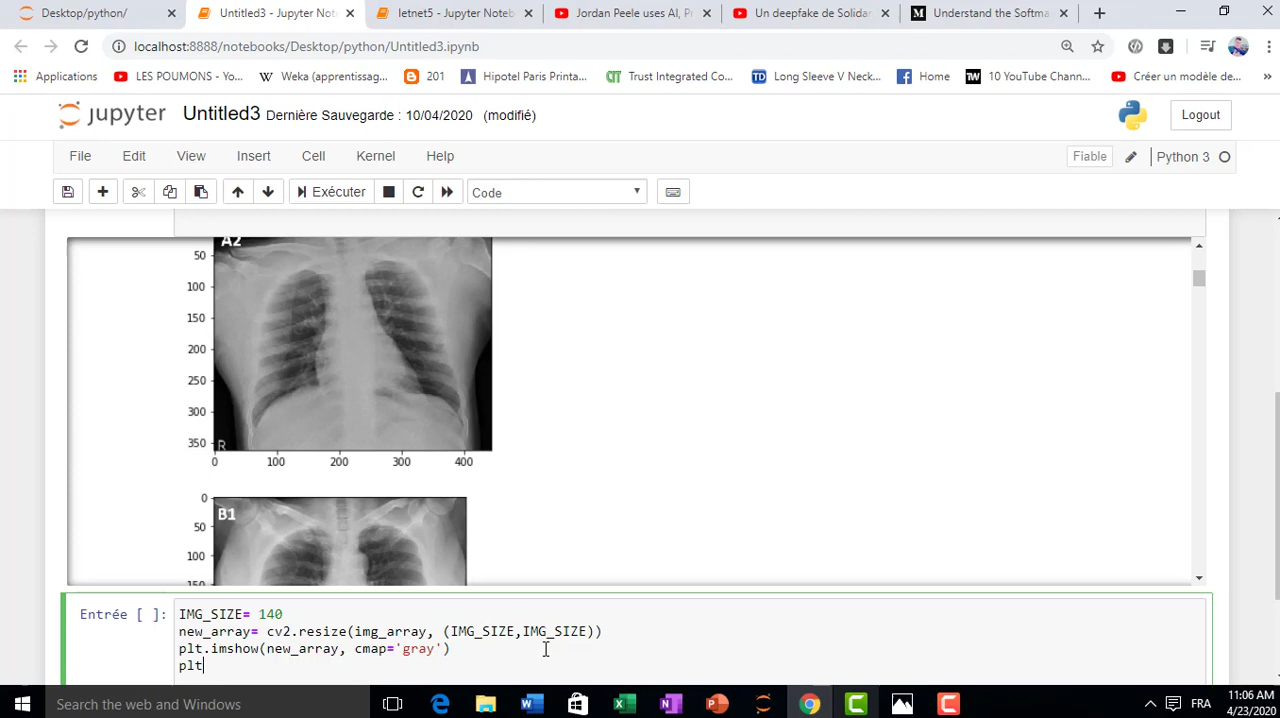 Desktop/python/
Untitled3 - Jupyter Not
letnet5 - Jupyter Notebook
Jordan Peele uses AI, Pr
Un deepfake de Solidar
Understand the Softma
localhost:8888/notebooks/Desktop/python/Untitled3.ipynb
Applications
LES POUMONS - Yo...
Weka (apprentissag...
201
Hipotel Paris Printa...
Trust Integrated Co...
Long Sleeve V Neck...
Home
10 YouTube Chann...
Créer un modèle de...
jupyter
Untitled3
Dernière Sauvegarde : 10/04/2020 (modifié)
Logout
File
Edit
View
Insert
Cell
Kernel
Help
Fiable
Python 3
Exécuter
Code
A2
50
100
150
200
250
300
350
R
0
100
200
300
400
0
50
100
150
B1
Entrée [ ]:
IMG_SIZE= 140
new_array= cv2.resize(img_array, (IMG_SIZE,IMG_SIZE))
plt.imshow(new_array, cmap='gray')
plt
Search the web and Windows
FRA
11:06 AM
4/23/2020